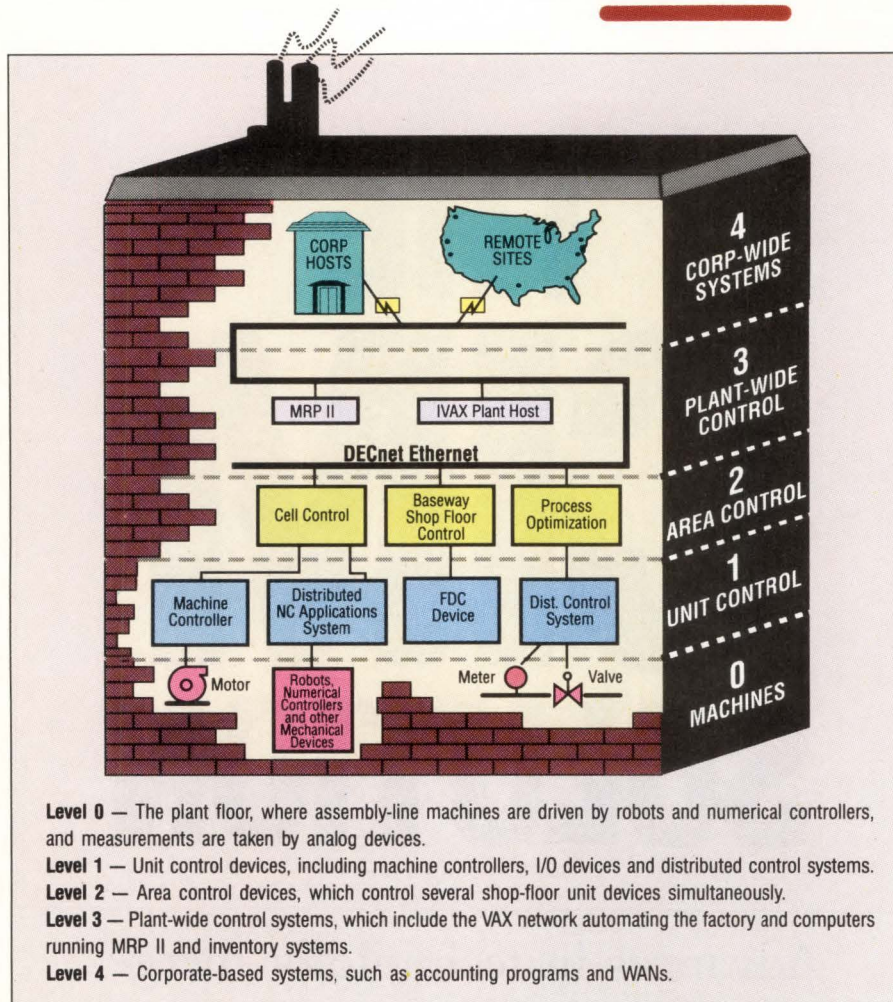 CORP
HOSTS
REMOTE
SITES
4
CORP-WIDE
SYSTEMS
MRP II
IVAX Plant Host
3
PLANT-WIDE
CONTROL
DECnet Ethernet
Cell Control
Baseway
Shop Floor
Control
Process
Optimization
2
AREA CONTROL
Machine
Controller
Distributed
NC Applications
System
FDC
Device
Dist. Control
System
1
UNIT CONTROL
Motor
Robots,
Numerical
Controllers
and other
Mechanical
Devices
Meter
Valve
0
MACHINES
Level 0 — The plant floor, where assembly-line machines are driven by robots and numerical controllers,
and measurements are taken by analog devices.
Level 1 — Unit control devices, including machine controllers, I/O devices and distributed control systems.
Level 2 — Area control devices, which control several shop-floor unit devices simultaneously.
Level 3 — Plant-wide control systems, which include the VAX network automating the factory and computers
running MRP II and inventory systems.
Level 4 — Corporate-based systems, such as accounting programs and WANs.